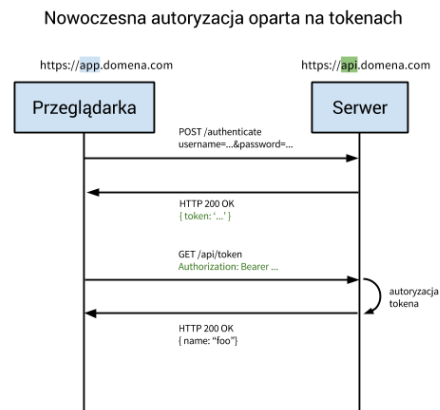 Nowoczesna autoryzacja oparta na tokenach
https://app.domena.com
https://api.domena.com
Przeglądarka
Serwer
POST /authenticate
username=...&password=...
HTTP 200 OK
{ token: ‘...’ }
GET /api/token
Authorization: Bearer ...
autoryzacja
tokena
HTTP 200 OK
{ name: “foo”}